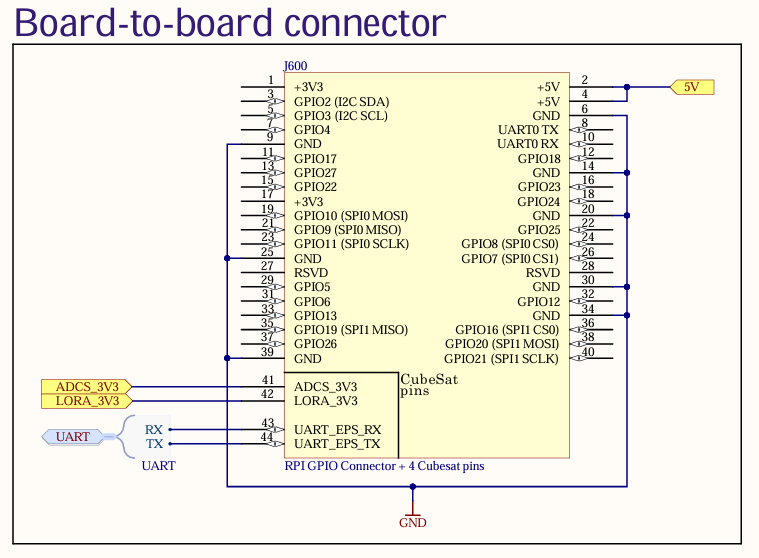 Board-to-board connector
J600
1 +3V3 +5V 2
3 GPIO2 (I2C SDA) +5V 4
5V
5 GPIO3 (I2C SCL) GND 6
7 GPIO4 UART0 TX 8
9 GND UART0 RX 10
11 GPIO17 GPIO18 12
13 GPIO27 GND 14
15 GPIO22 GPIO23 16
17 +3V3 GPIO24 18
19 GPIO10 (SPI0 MOSI) GND 20
21 GPIO9 (SPI0 MISO) GPIO25 22
23 GPIO11 (SPI0 SCLK) GPIO8 (SPI0 CS0) 24
25 GND GPIO7 (SPI0 CS1) 26
27 RSVD RSVD 28
29 GPIO5 GND 30
31 GPIO6 GPIO12 32
33 GPIO13 GND 34
35 GPIO19 (SPI1 MISO) GPIO16 (SPI1 CS0) 36
37 GPIO26 GPIO20 (SPI1 MOSI) 38
39 GND GPIO21 (SPI1 SCLK) 40
ADCS_3V3 41 ADCS_3V3 CubeSat
LORA_3V3 42 LORA_3V3 pins
UART RX 43 UART_EPS_RX
TX 44 UART_EPS_TX
UART
RPI GPIO Connector + 4 Cubesat pins
GND